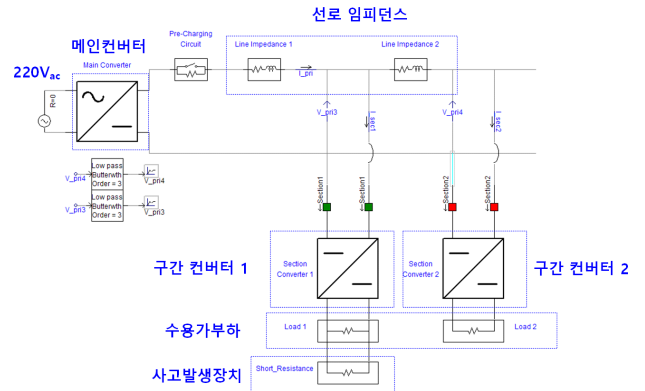 선로 임피던스
Pre-Charging
Circuit
Line Impedance 1
Line Impedance 2
메인컨버터
Main Converter
I_pri
220Vac
R=0
V_pri3
I_sec1
V_pri4
I_sec2
Low pass
Butterwth
Order = 3
V_pri4
V_pri4
Low pass
Butterwth
Order = 3
V_pri3
V_pri3
Section1
Section1
Section2
Section2
구간 컨버터 1
Section
Converter 1
Section
Converter 2
구간 컨버터 2
수용가부하
Load 1
Load 2
사고발생장치
Short_Resistance